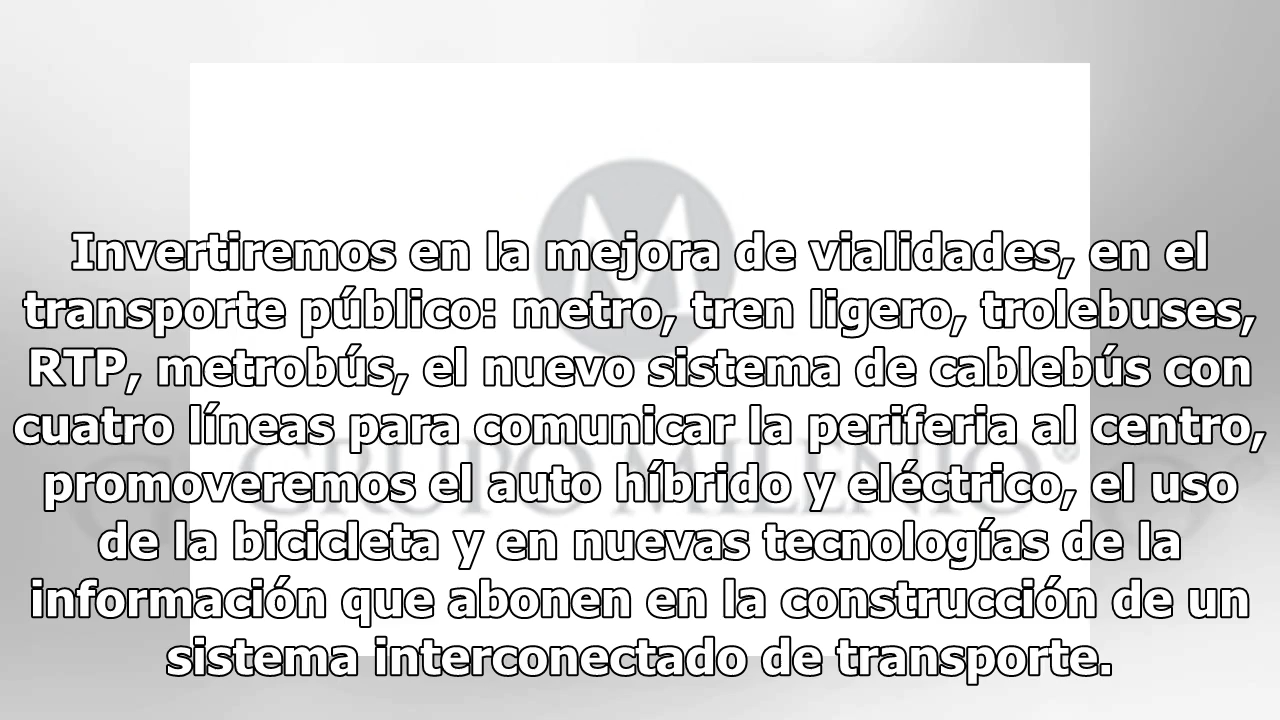 Invertiremos en la mejora de vialidades, en el
transporte público: metro, tren ligero, trolebuses,
RTP, metrobús, el nuevo sistema de cablebús con
cuatro líneas para comunicar la periferia al centro,
promoveremos el auto híbrido y eléctrico, el uso
de la bicicleta y en nuevas tecnologías de la
información que abonen en la construcción de un
sistema interconectado de transporte.
M
GRUPO MILENIO®